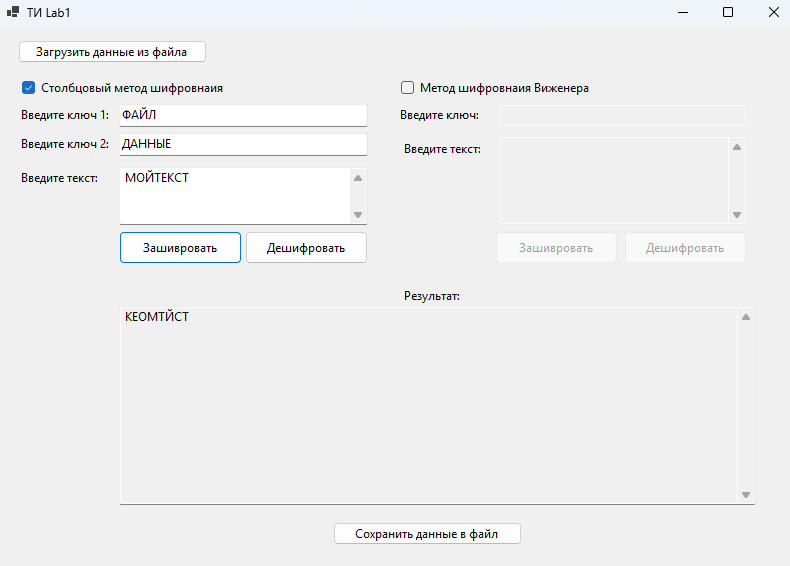 ТИ Lab1
Загрузить данные из файла
Столбцовый метод шифровнаия
Метод шифровнаия Виженера
Введите ключ 1:
ФАЙЛ
Введите ключ:
Введите ключ 2:
ДАННЫЕ
Введите текст:
МОЙТЕКСТ
Введите текст:
Зашивровать
Дешифровать
Зашивровать
Дешифровать
Результат:
КЕОМТЙСТ
Сохранить данные в файл